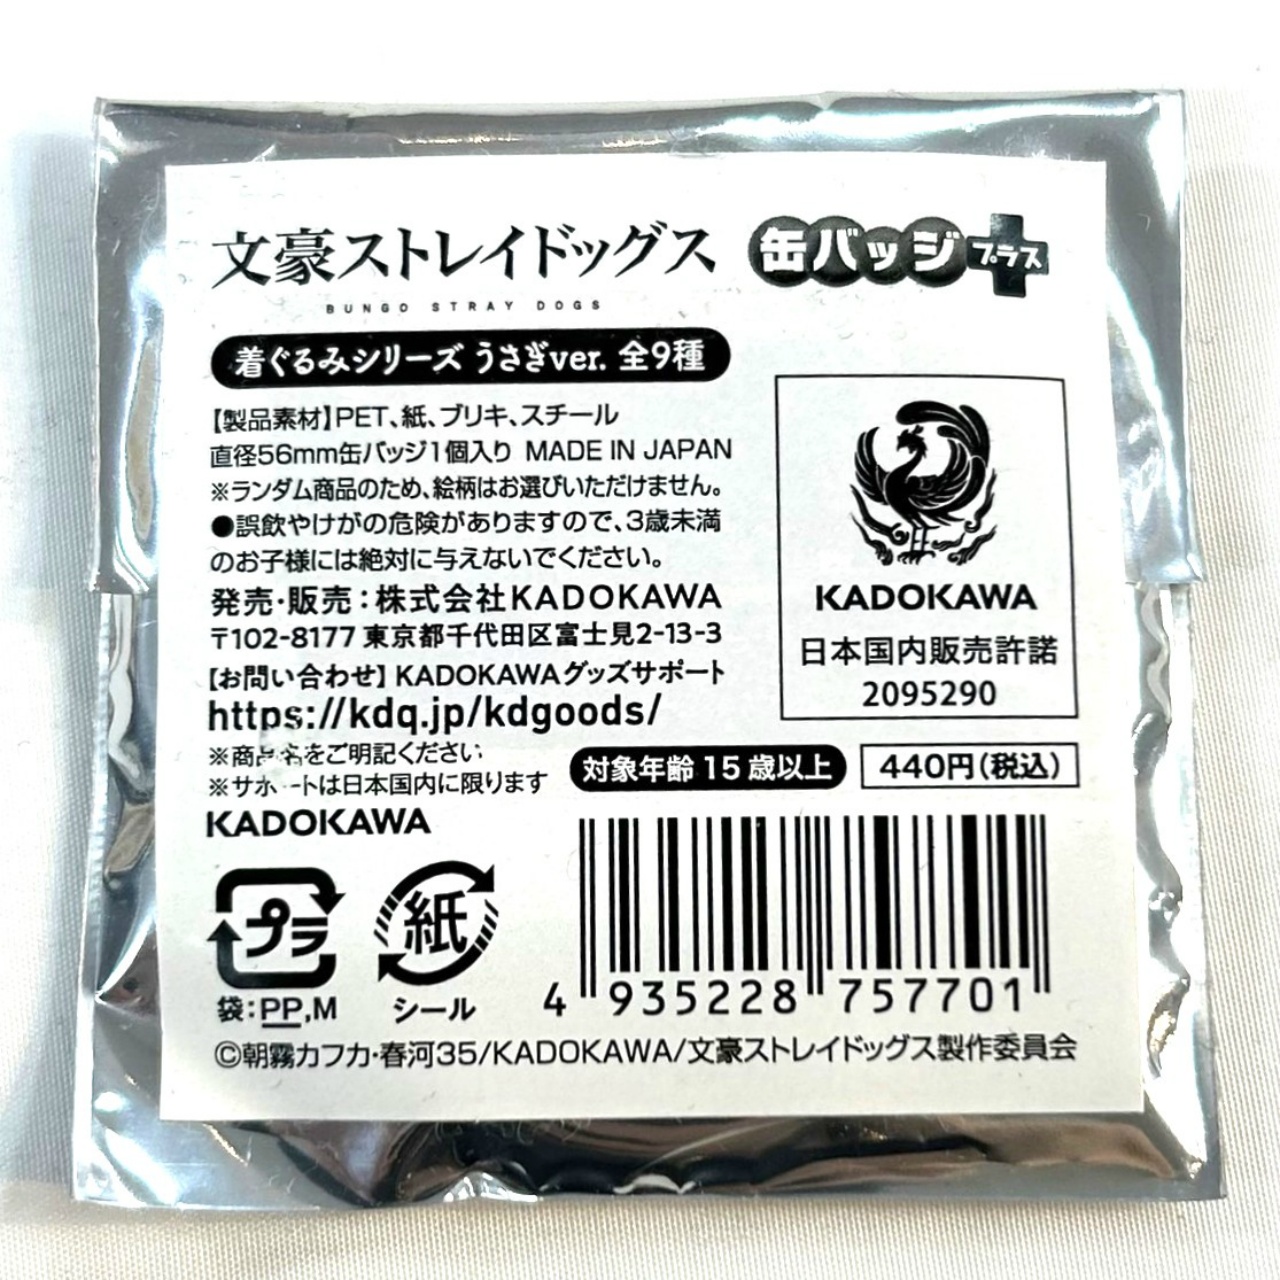 文豪ストレイドッグス 缶バッジプラス
BUNGO STRAY DOGS
着ぐるみシリーズ うさぎver. 全9種
【製品素材】PET、紙、ブリキ、スチール
直径56mm缶バッジ1個入り MADE IN JAPAN
※ランダム商品のため、絵柄はお選びいただけません。
●誤飲やけがの危険がありますので、3歳未満
のお子様には絶対に与えないでください。
発売・販売：株式会社KADOKAWA
〒102-8177 東京都千代田区富士見2-13-3
【お問い合わせ】KADOKAWAグッズサポート
https://kdq.jp/kdgoods/
※商品名をご明記ください
※サポートは日本国内に限ります
KADOKAWA
日本国内販売許諾
2095290
対象年齢 15歳以上
440円(税込)
KADOKAWA
プラ
袋：PP,M
紙
シール
4 935228 757701
©朝霧カフカ・春河35/KADOKAWA/文豪ストレイドッグス製作委員会